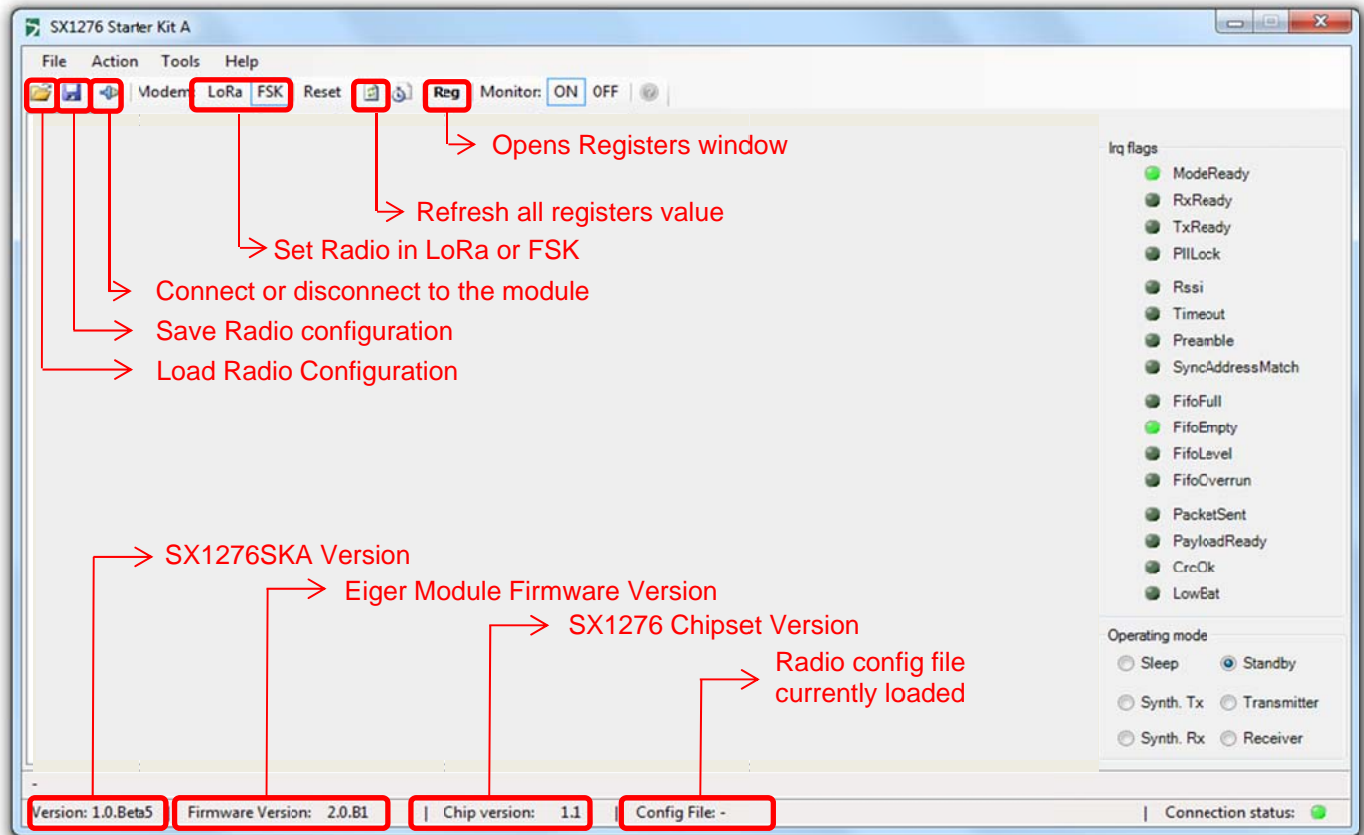 SX1276 Starter Kit A
File Action Tools Help
Modem: LoRa FSK Reset Reg Monitor: ON OFF
Opens Registers window
Refresh all registers value
Set Radio in LoRa or FSK
Connect or disconnect to the module
Save Radio configuration
Load Radio Configuration
Irq flags
ModeReady
RxReady
TxReady
PllLock
Rssi
Timeout
Preamble
SyncAddressMatch
FifoFull
FifoEmpty
FifoLevel
FifoOverrun
PacketSent
PayloadReady
CrcOk
LowBat
Operating mode
Sleep Standby
Synth. Tx Transmitter
Synth. Rx Receiver
SX1276SKA Version
Eiger Module Firmware Version
SX1276 Chipset Version
Radio config file
currently loaded
-
Version: 1.0.Beta5 Firmware Version: 2.0.B1 | Chip version: 1.1 | Config File: - | Connection status: